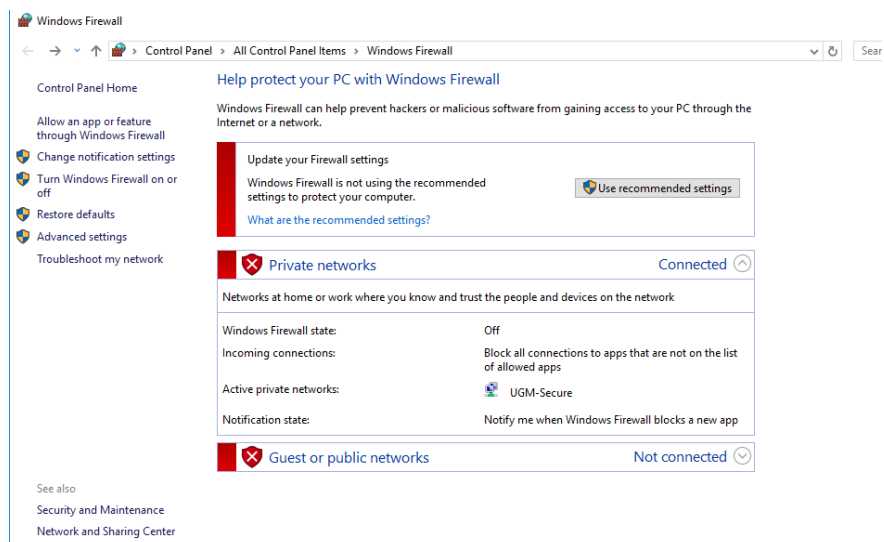 Windows Firewall
Control Panel > All Control Panel Items > Windows Firewall
Control Panel Home
Allow an app or feature
through Windows Firewall
Change notification settings
Turn Windows Firewall on or
off
Restore defaults
Advanced settings
Troubleshoot my network
Help protect your PC with Windows Firewall
Windows Firewall can help prevent hackers or malicious software from gaining access to your PC through the
Internet or a network.
Update your Firewall settings
Windows Firewall is not using the recommended
settings to protect your computer.
Use recommended settings
What are the recommended settings?
Private networks Connected
Networks at home or work where you know and trust the people and devices on the network
Windows Firewall state: Off
Incoming connections: Block all connections to apps that are not on the list
of allowed apps
Active private networks: UGM-Secure
Notification state: Notify me when Windows Firewall blocks a new app
Guest or public networks Not connected
See also
Security and Maintenance
Network and Sharing Center